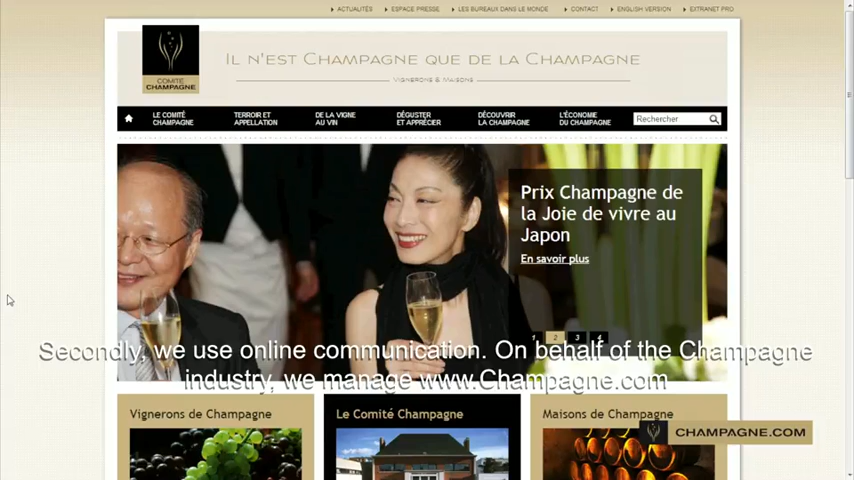 ACTUALITÉS ESPACE PRESSE LES BUREAUX DANS LE MONDE CONTACT ENGLISH VERSION EXTRANET PRO
COMITÉ
CHAMPAGNE
IL N'EST CHAMPAGNE QUE DE LA CHAMPAGNE
VIGNERONS & MAISONS
LE COMITÉ
CHAMPAGNE
TERROIR ET
APPELLATION
DE LA VIGNE
AU VIN
DÉGUSTER
ET APPRÉCIER
DÉCOUVRIR
LA CHAMPAGNE
L'ÉCONOMIE
DU CHAMPAGNE
Rechercher
Prix Champagne de
la Joie de vivre au
Japon
En savoir plus
1 2 3 4
Secondly, we use online communication. On behalf of the Champagne
industry, we manage www.Champagne.com
Vignerons de Champagne
Le Comité Champagne
Maisons de Champagne
CHAMPAGNE.COM